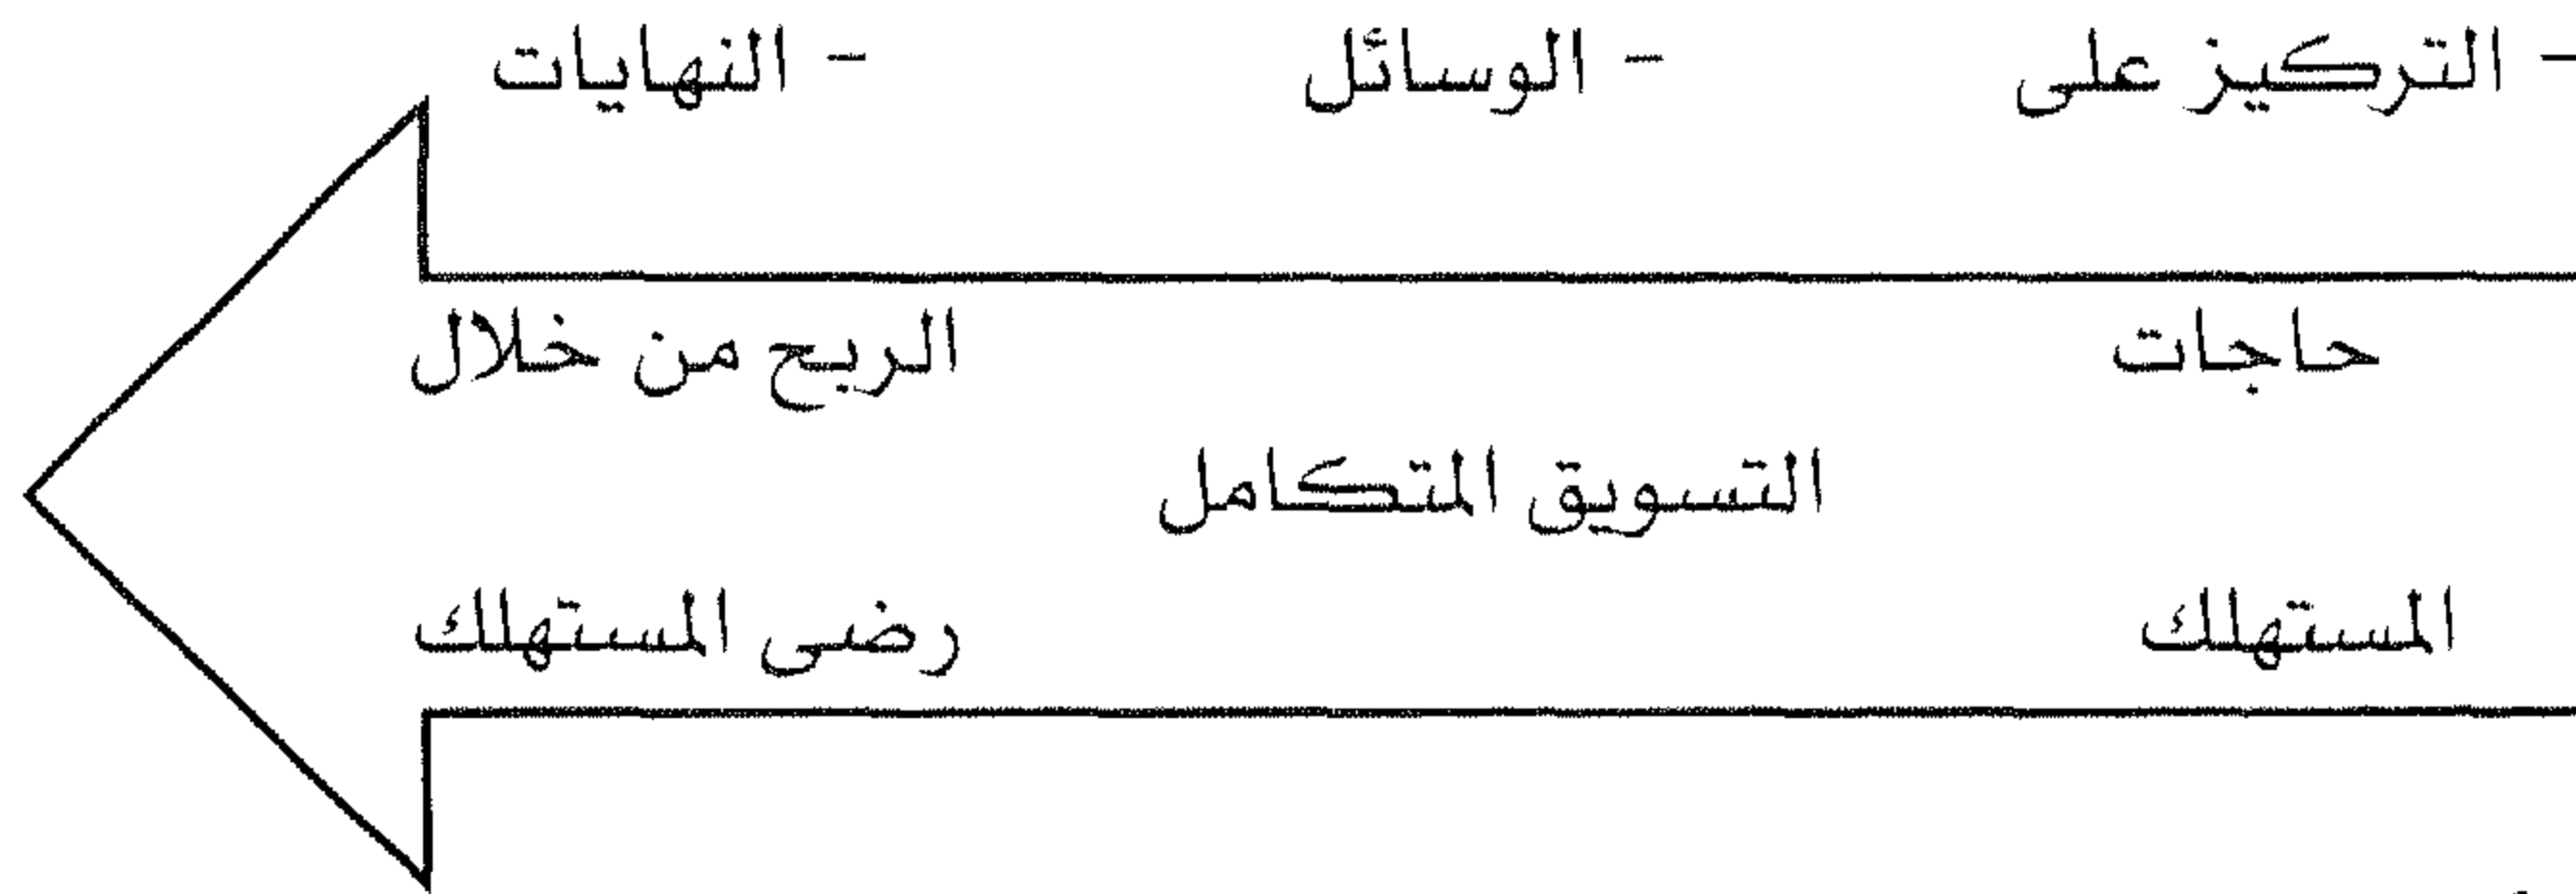 - التركيز على - الوسائل - النهايات
حاجات الربح من خلال
التسويق المتكامل
المستهلك رضى المستهلك